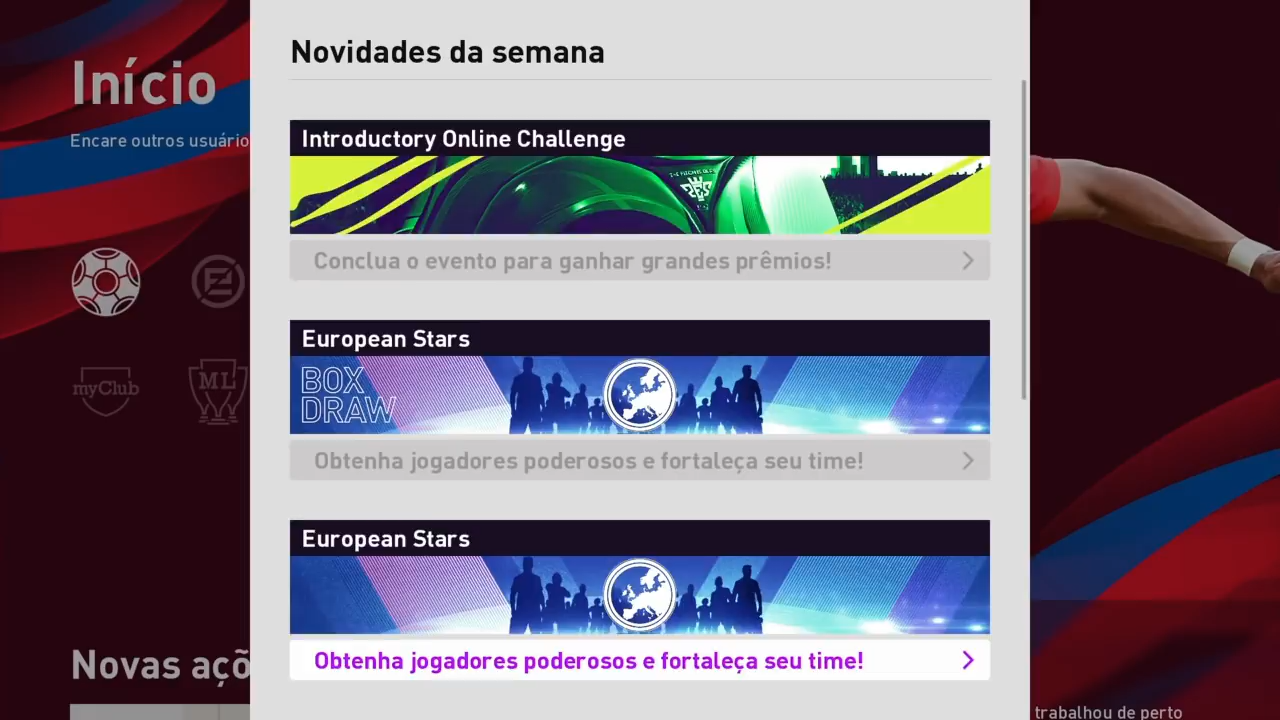 Novidades da semana
Início
Encare outros usuário
Introductory Online Challenge
Conclua o evento para ganhar grandes prêmios!
European Stars
BOX
DRAW
Obtenha jogadores poderosos e fortaleça seu time!
myClub
ML
European Stars
Obtenha jogadores poderosos e fortaleça seu time!
Novas açõ
trabalhou de perto